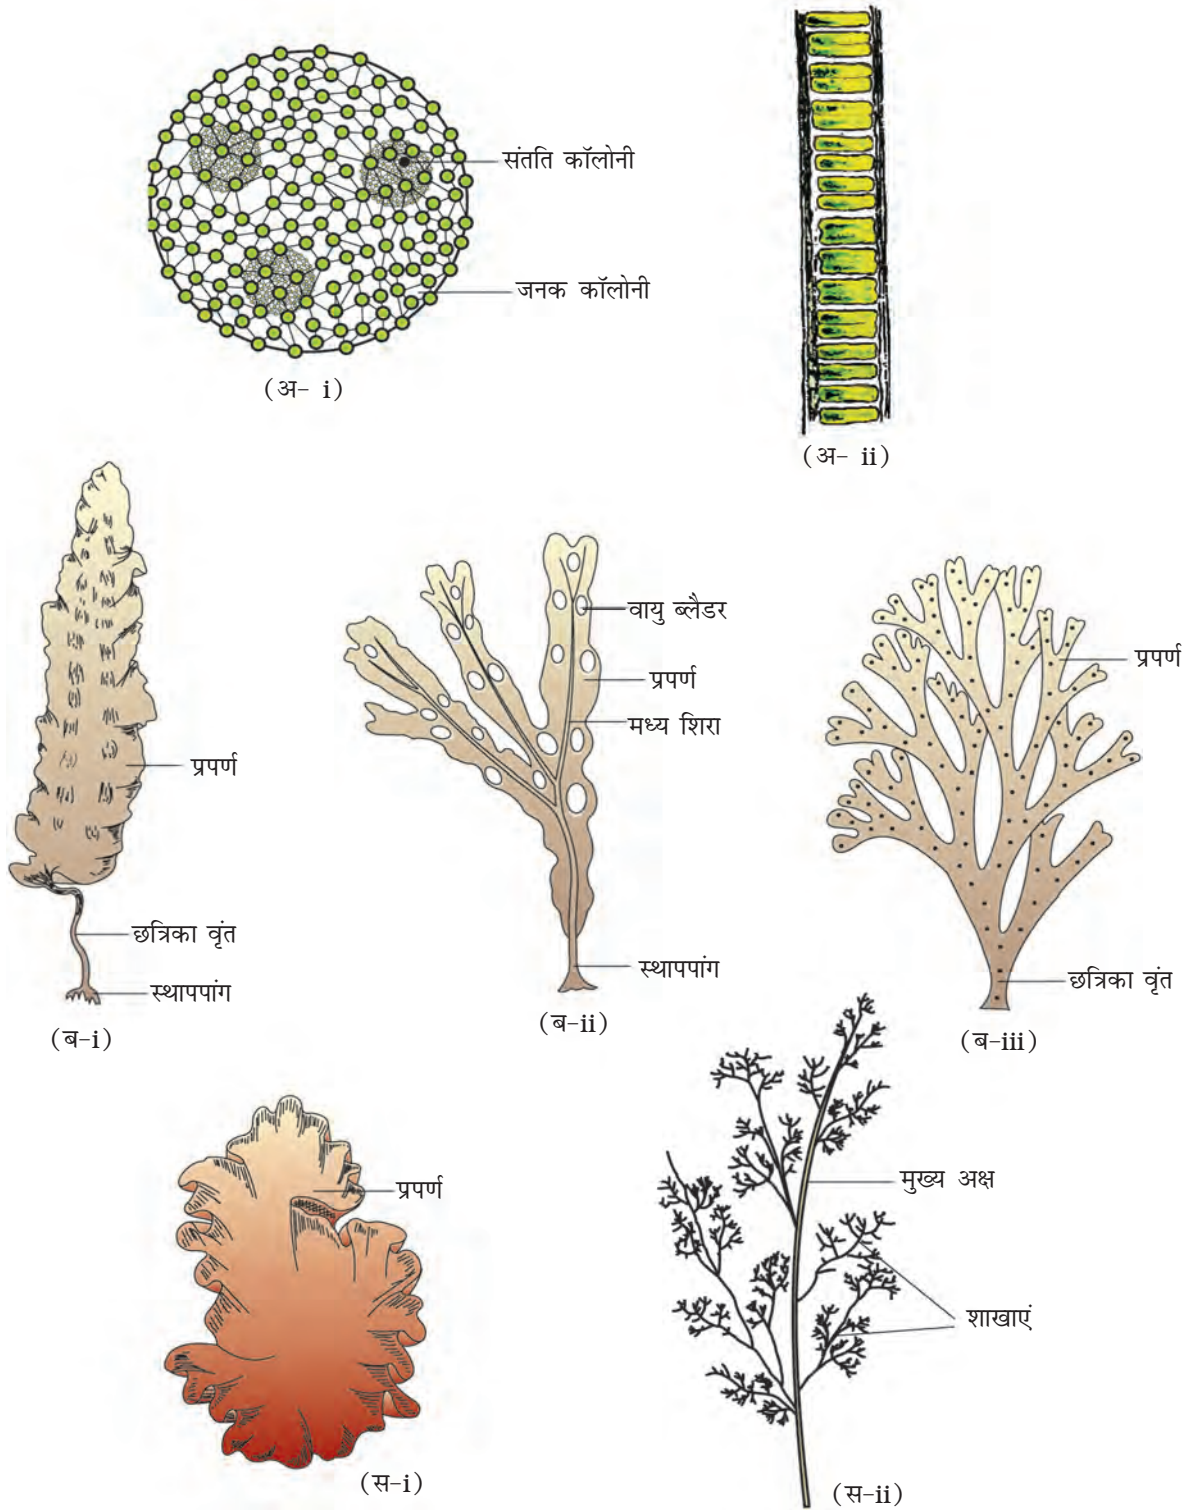 संतति कॉलोनी
जनक कॉलोनी
(अ- i)
(अ- ii)
प्रपर्ण
छत्रिका वृंत
स्थापपांग
(ब-i)
वायु ब्लैडर
प्रपर्ण
मध्य शिरा
स्थापपांग
(ब-ii)
प्रपर्ण
छत्रिका वृंत
(ब-iii)
प्रपर्ण
(स-i)
मुख्य अक्ष
शाखाएं
(स-ii)